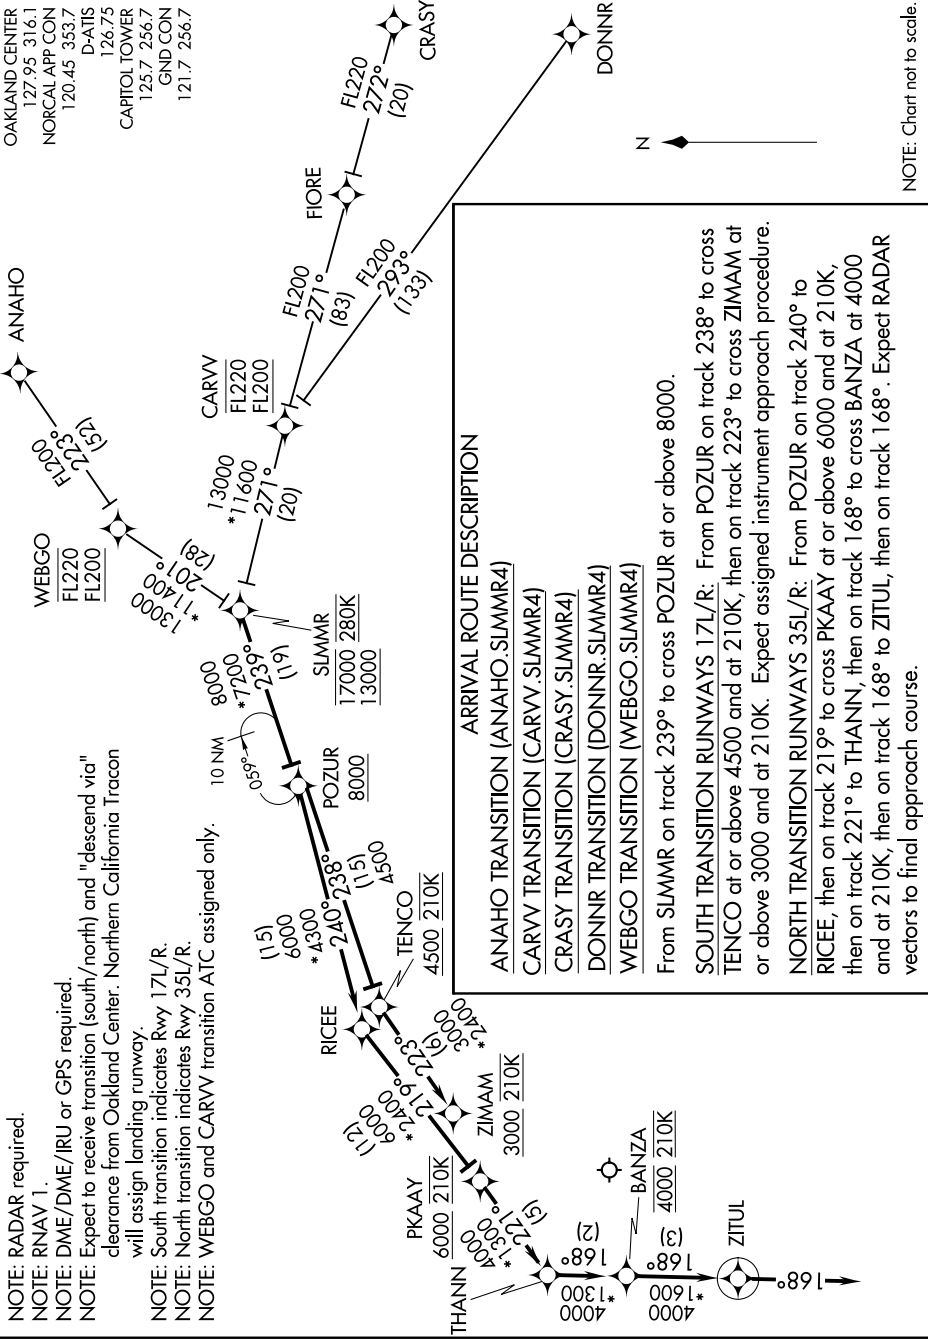 NOTE: RADAR required.
NOTE: RNAV 1.
NOTE: DME/DME/IRU or GPS required.
NOTE: Expect to receive transition (south/north) and "descend via"
clearance from Oakland Center. Northern California Tracon
will assign landing runway.
NOTE: South transition indicates Rwy 17L/R.
NOTE: North transition indicates Rwy 35L/R.
NOTE: WEBGO and CARVV transition ATC assigned only.
OAKLAND CENTER
127.95 316.1
NORCAL APP CON
120.45 353.7
D-ATIS
126.75
CAPITOL TOWER
125.7 256.7
GND CON
121.7 256.7
ANAHO
FL200
223°
(52)
WEBGO
FL220
FL200
13000
*11400
201°
(28)
CRASY
FL220
272°
(20)
FIORE
FL200
271°
(83)
DONNR
FL200
293°
(133)
CARVV
FL220
FL200
13000
*11600
271°
(20)
SLMMR
17000 280K
13000
8000
*7200
239°
(19)
10 NM
059°
POZUR
8000
(15)
6000
*4300
240°
238°
(15)
4500
TENCO
4500 210K
RICEE
3000
*2400
(6)
223°
ZIMAM
3000 210K
(12)
6000
*2400
219°
PKAAY
6000 210K
4000
*1300
221°
(5)
THANN
4000
*1300
168°
(2)
BANZA
4000 210K
4000
*1600
168°
(3)
ZITUL
168°
N
NOTE: Chart not to scale.
ARRIVAL ROUTE DESCRIPTION
ANAHO TRANSITION (ANAHO.SLMMR4)
CARVV TRANSITION (CARVV.SLMMR4)
CRASY TRANSITION (CRASY.SLMMR4)
DONNR TRANSITION (DONNR.SLMMR4)
WEBGO TRANSITION (WEBGO.SLMMR4)
From SLMMR on track 239° to cross POZUR at or above 8000.
SOUTH TRANSITION RUNWAYS 17L/R: From POZUR on track 238° to cross
TENCO at or above 4500 and at 210K, then on track 223° to cross ZIMAM at
or above 3000 and at 210K. Expect assigned instrument approach procedure.
NORTH TRANSITION RUNWAYS 35L/R: From POZUR on track 240° to
RICEE, then on track 219° to cross PKAAY at or above 6000 and at 210K,
then on track 221° to THANN, then on track 168° to cross BANZA at 4000
and at 210K, then on track 168° to ZITUL, then on track 168°. Expect RADAR
vectors to final approach course.